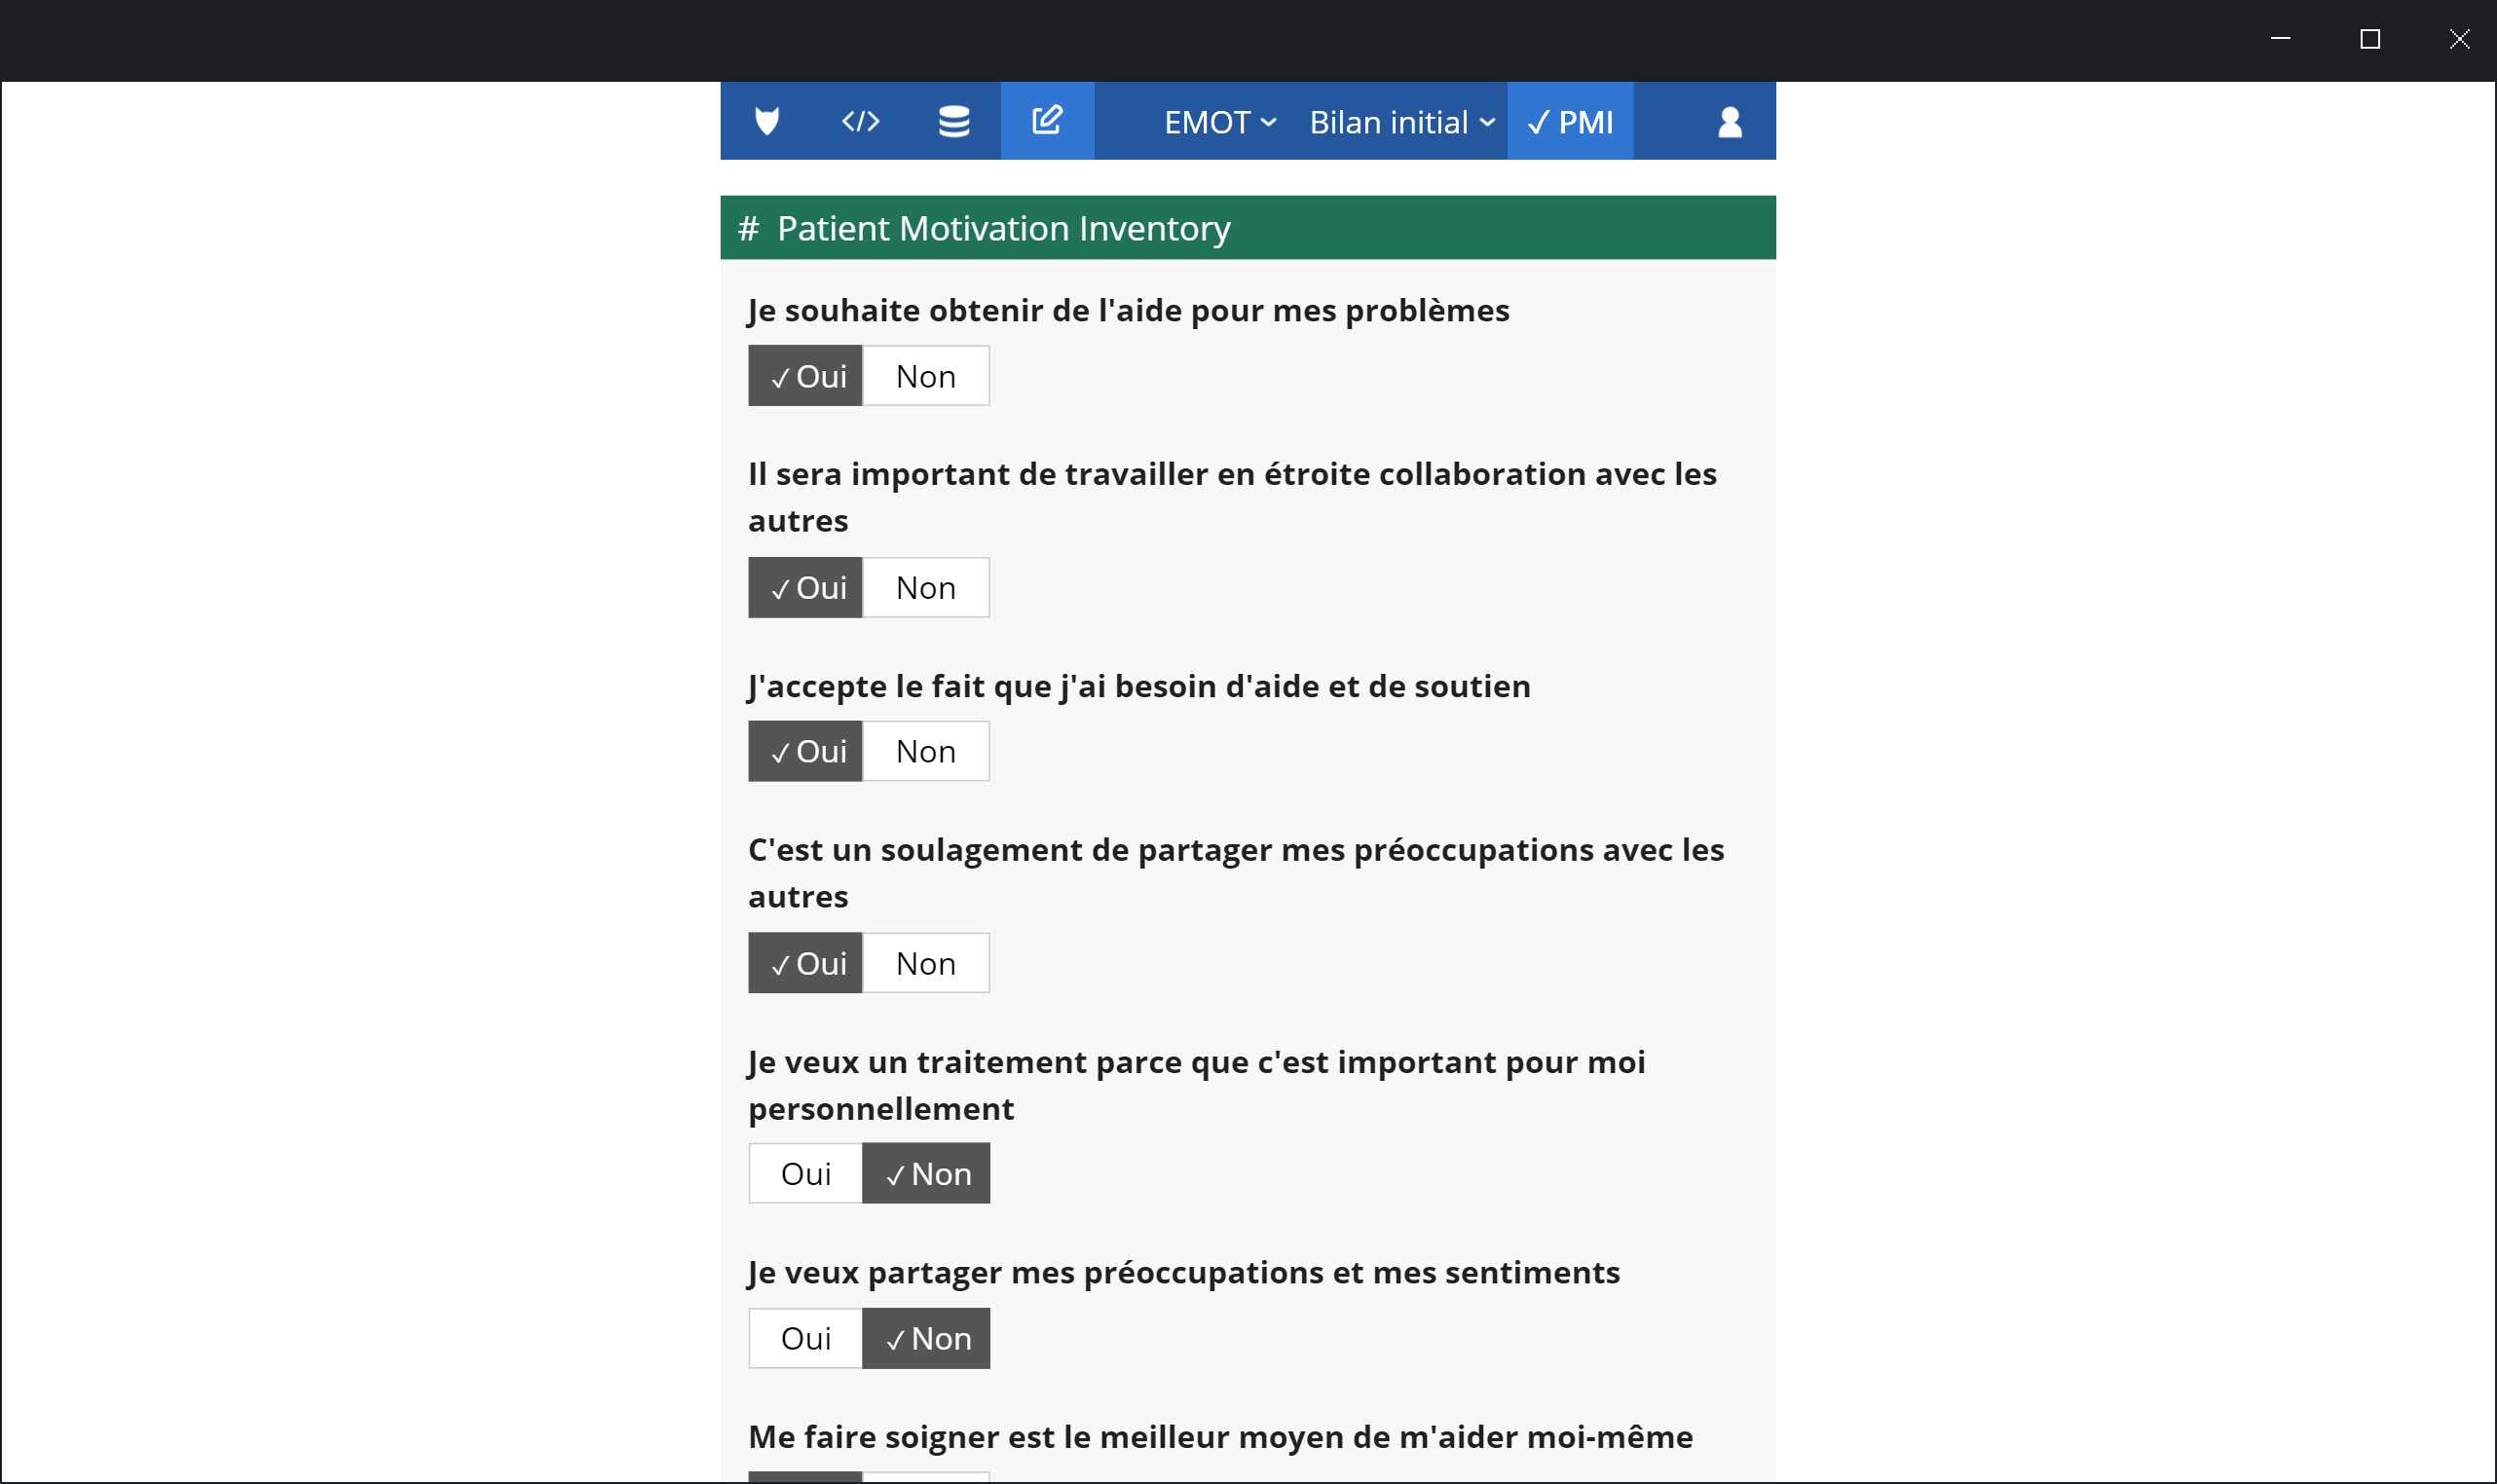 </> EMOT Bilan initial ✓ PMI
# Patient Motivation Inventory
Je souhaite obtenir de l'aide pour mes problèmes
✓ Oui Non
Il sera important de travailler en étroite collaboration avec les
autres
✓ Oui Non
J'accepte le fait que j'ai besoin d'aide et de soutien
✓ Oui Non
C'est un soulagement de partager mes préoccupations avec les
autres
✓ Oui Non
Je veux un traitement parce que c'est important pour moi
personnellement
Oui ✓ Non
Je veux partager mes préoccupations et mes sentiments
Oui ✓ Non
Me faire soigner est le meilleur moyen de m'aider moi-même